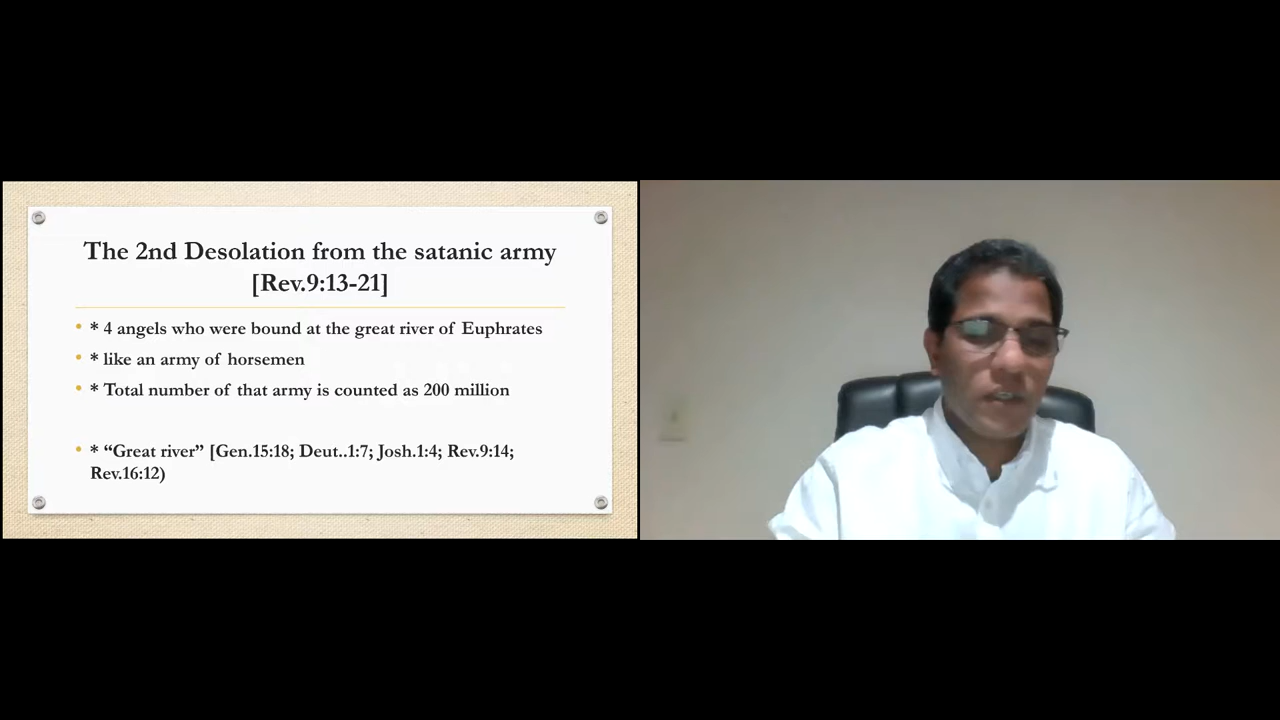 The 2nd Desolation from the satanic army
[Rev.9:13-21]
• * 4 angels who were bound at the great river of Euphrates
• * like an army of horsemen
• * Total number of that army is counted as 200 million
• * “Great river” [Gen.15:18; Deut..1:7; Josh.1:4; Rev.9:14;
Rev.16:12)